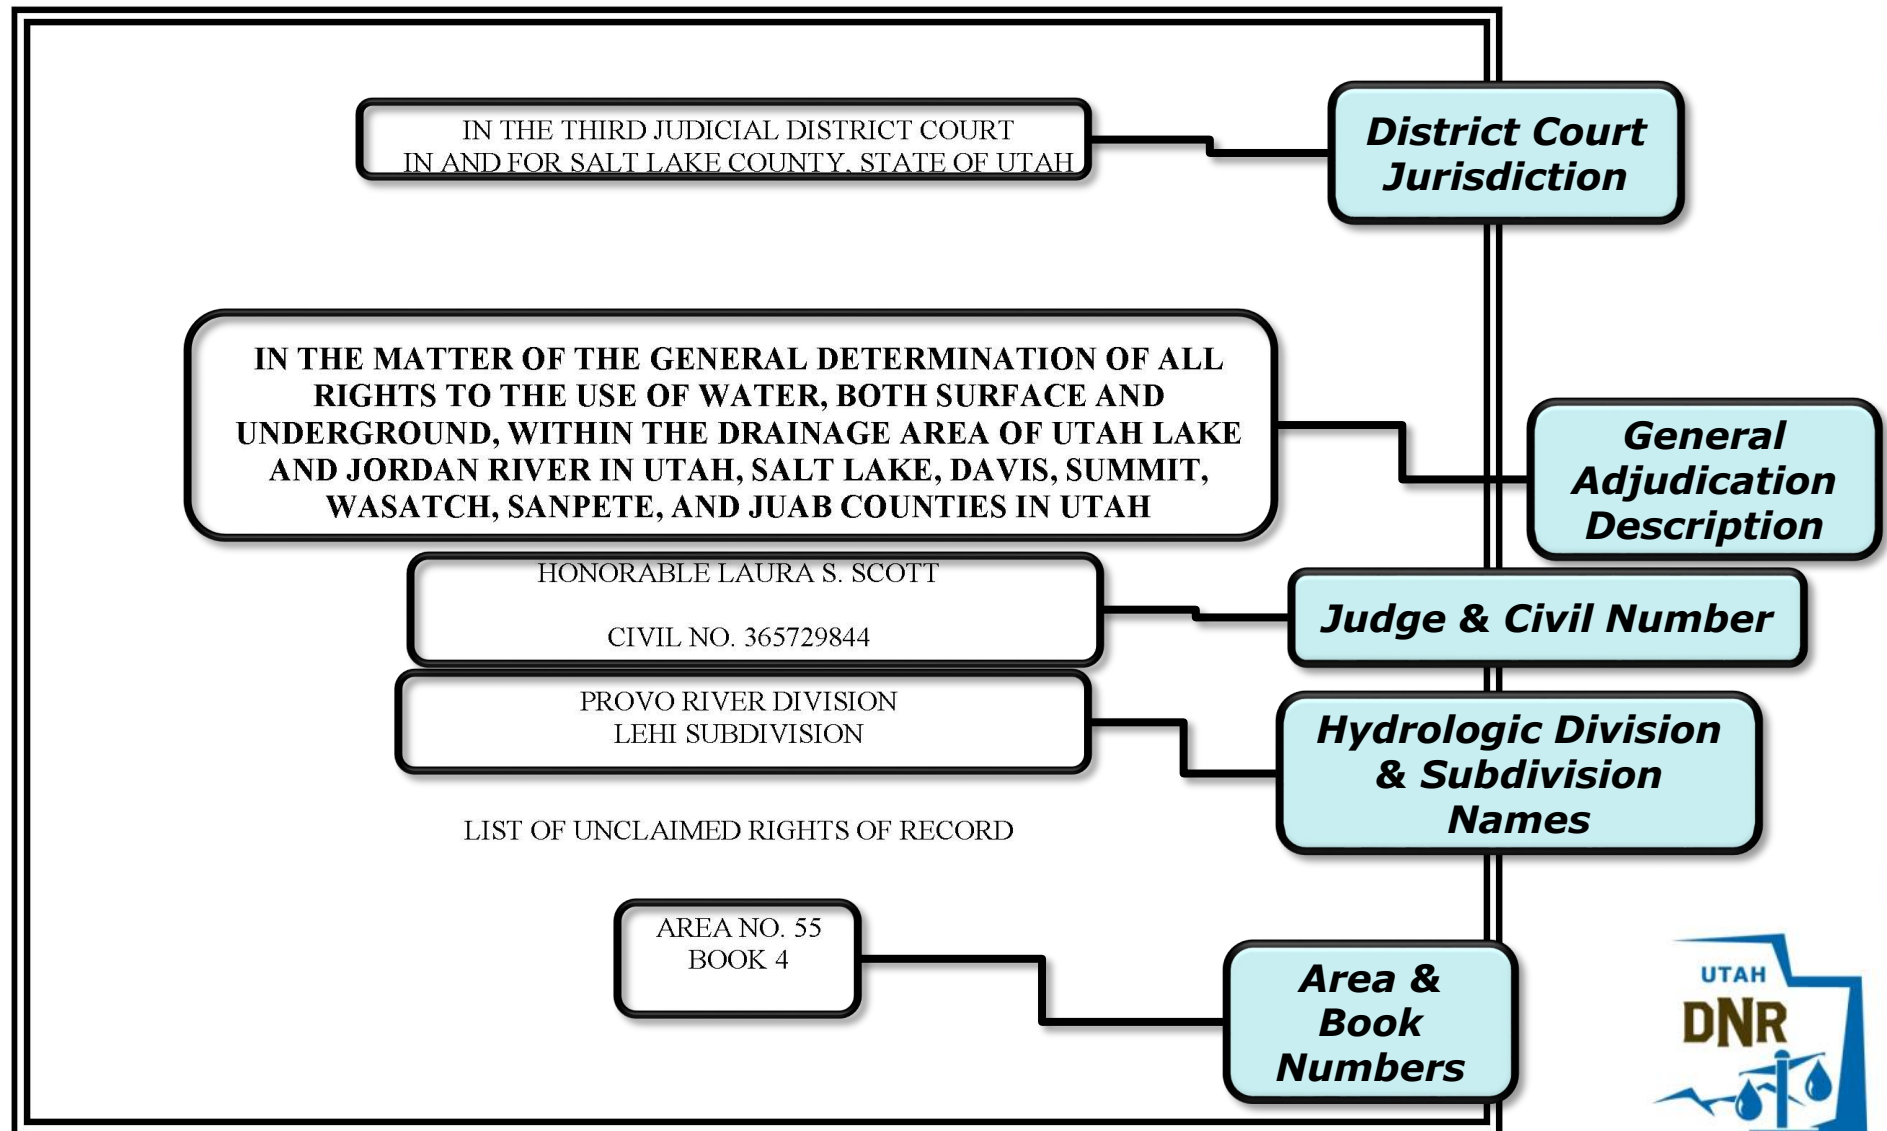 IN THE THIRD JUDICIAL DISTRICT COURT
IN AND FOR SALT LAKE COUNTY, STATE OF UTAH
District Court
Jurisdiction
IN THE MATTER OF THE GENERAL DETERMINATION OF ALL
RIGHTS TO THE USE OF WATER, BOTH SURFACE AND
UNDERGROUND, WITHIN THE DRAINAGE AREA OF UTAH LAKE
AND JORDAN RIVER IN UTAH, SALT LAKE, DAVIS, SUMMIT,
WASATCH, SANPETE, AND JUAB COUNTIES IN UTAH
General
Adjudication
Description
HONORABLE LAURA S. SCOTT
CIVIL NO. 365729844
Judge & Civil Number
PROVO RIVER DIVISION
LEHI SUBDIVISION
Hydrologic Division
& Subdivision
Names
LIST OF UNCLAIMED RIGHTS OF RECORD
AREA NO. 55
BOOK 4
Area &
Book
Numbers
UTAH
DNR